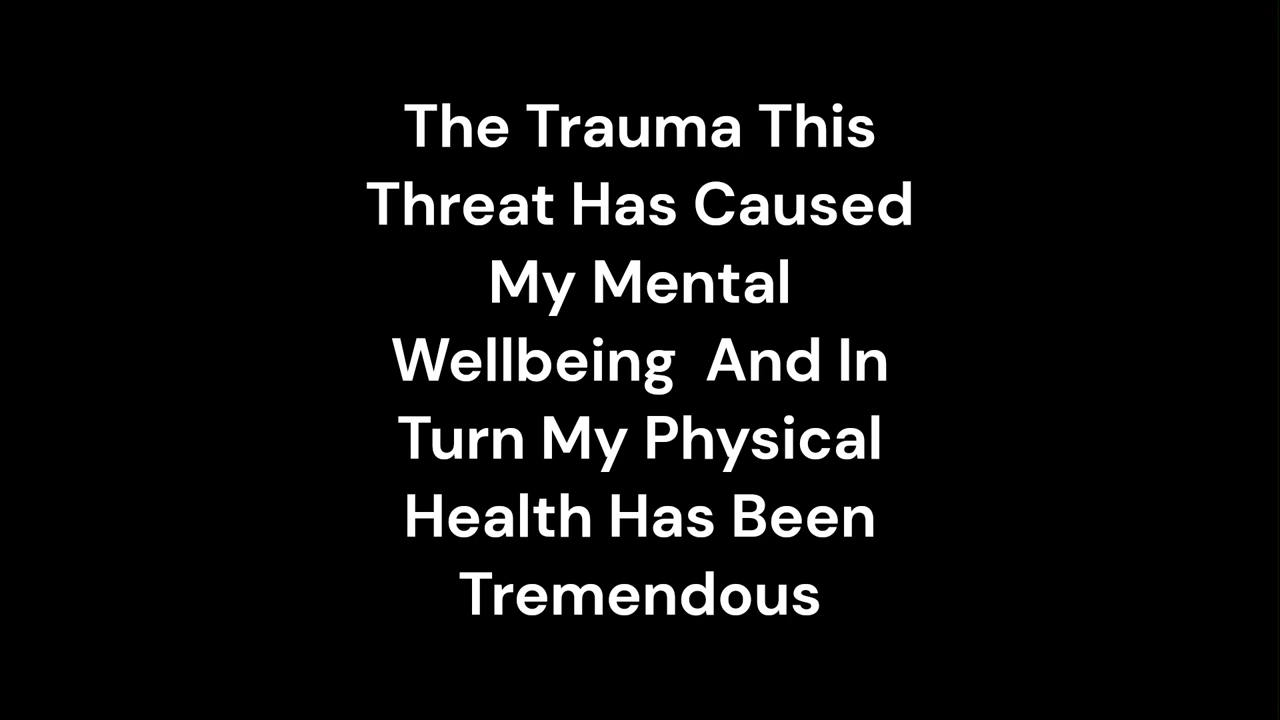 The Trauma This
Threat Has Caused
My Mental
Wellbeing  And In
Turn My Physical
Health Has Been
Tremendous